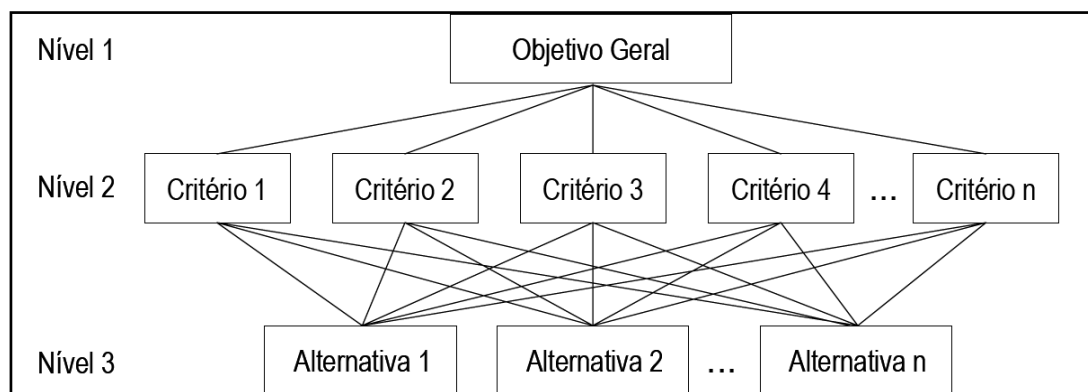 Nível 1
Objetivo Geral
Nível 2
Critério 1
Critério 2
Critério 3
Critério 4
...
Critério n
Nível 3
Alternativa 1
Alternativa 2
...
Alternativa n